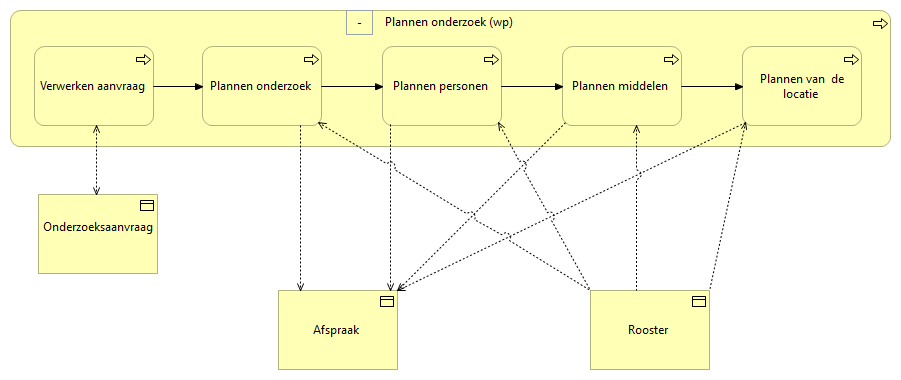 - Plannen onderzoek (wp)
Verwerken aanvraag
Plannen onderzoek
Plannen personen
Plannen middelen
Plannen van de
locatie
Onderzoeksaanvraag
Afspraak
Rooster